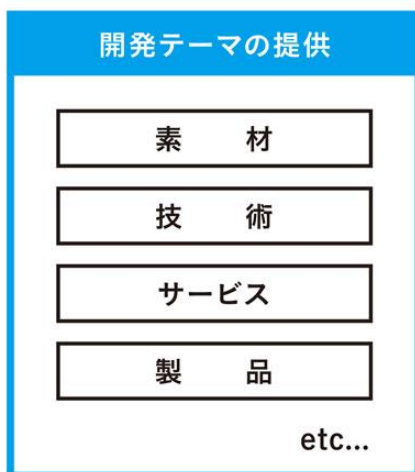 開発テーマの提供
素　材
技　術
サービス
製　品
etc...